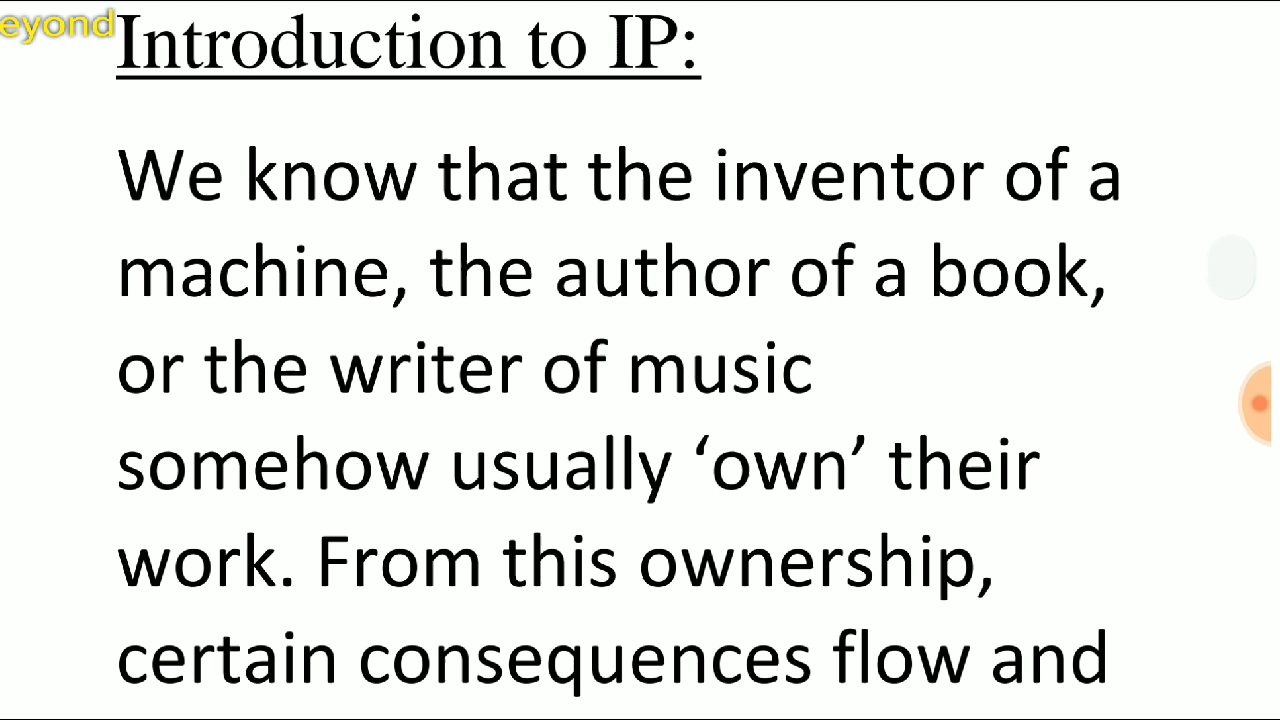 eyond
Introduction to IP:
We know that the inventor of a
machine, the author of a book,
or the writer of music
somehow usually ‘own’ their
work. From this ownership,
certain consequences flow and